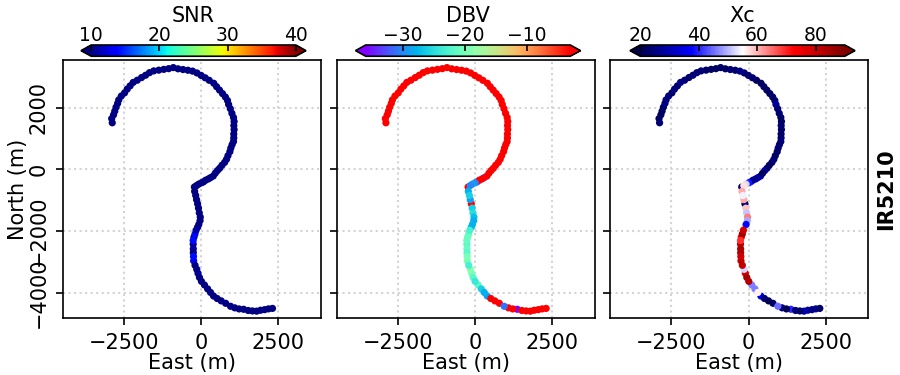 SNR DBV Xc
10 20 30 40 −30 −20 −10 20 40 60 80
2000
0
−2000
−4000
North (m)
IR5210
−2500 0 2500 −2500 0 2500 −2500 0 2500
East (m) East (m) East (m)